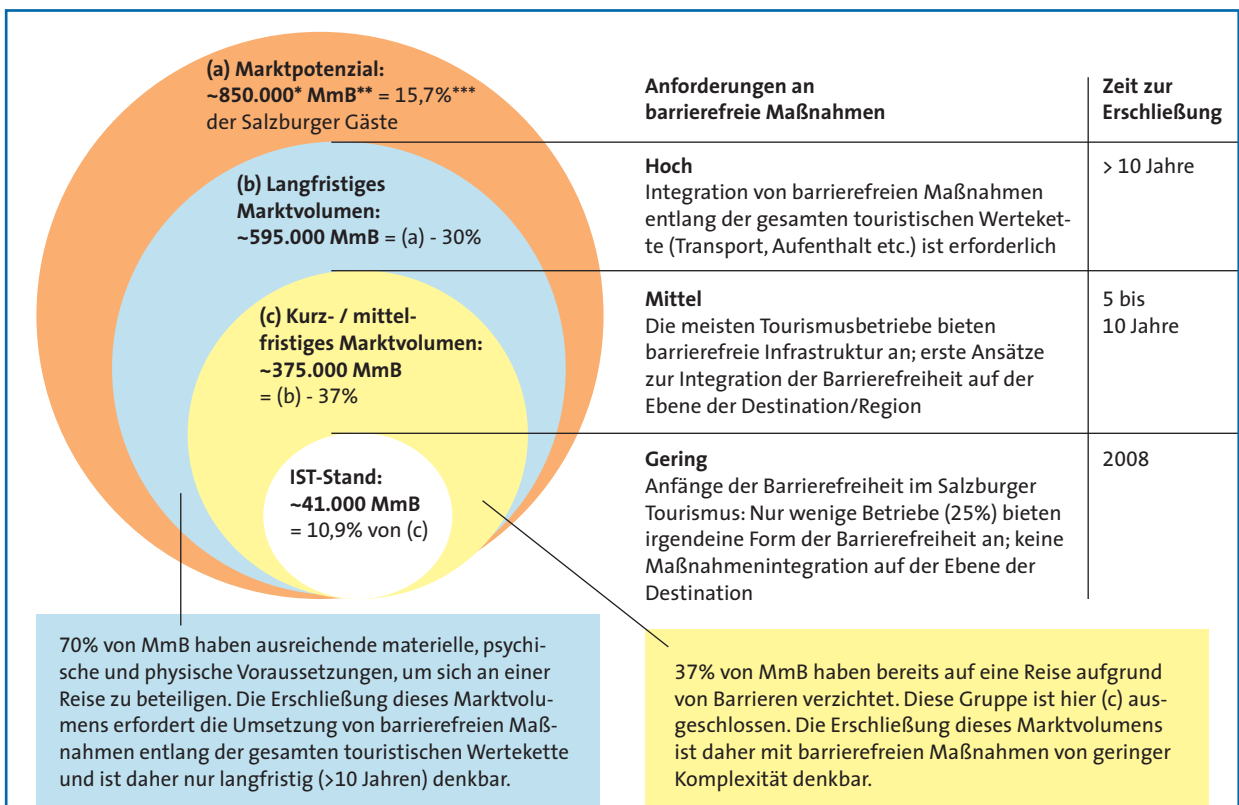 (a) Marktpotenzial:
~850.000* MmB** = 15,7%***
der Salzburger Gäste
(b) Langfristiges
Marktvolumen:
~595.000 MmB = (a) - 30%
(c) Kurz- / mittel-
fristiges Marktvolumen:
~375.000 MmB
= (b) - 37%
IST-Stand:
~41.000 MmB
= 10,9% von (c)
Anforderungen an
barrierefreie Maßnahmen
Zeit zur
Erschließung
Hoch
Integration von barrierefreien Maßnahmen
entlang der gesamten touristischen Werteket-
te (Transport, Aufenthalt etc.) ist erforderlich
> 10 Jahre
Mittel
Die meisten Tourismusbetriebe bieten
barrierefreie Infrastruktur an; erste Ansätze
zur Integration der Barrierefreiheit auf der
Ebene der Destination/Region
5 bis
10 Jahre
Gering
Anfänge der Barrierefreiheit im Salzburger
Tourismus: Nur wenige Betriebe (25%) bieten
irgendeine Form der Barrierefreiheit an; keine
Maßnahmenintegration auf der Ebene der
Destination
2008
70% von MmB haben ausreichende materielle, psychi-
sche und physische Voraussetzungen, um sich an einer
Reise zu beteiligen. Die Erschließung dieses Marktvolu-
mens erfordert die Umsetzung von barrierefreien Maß-
nahmen entlang der gesamten touristischen Wertekette
und ist daher nur langfristig (>10 Jahren) denkbar.
37% von MmB haben bereits auf eine Reise aufgrund
von Barrieren verzichtet. Diese Gruppe ist hier (c) aus-
geschlossen. Die Erschließung dieses Marktvolumens
ist daher mit barrierefreien Maßnahmen von geringer
Komplexität denkbar.